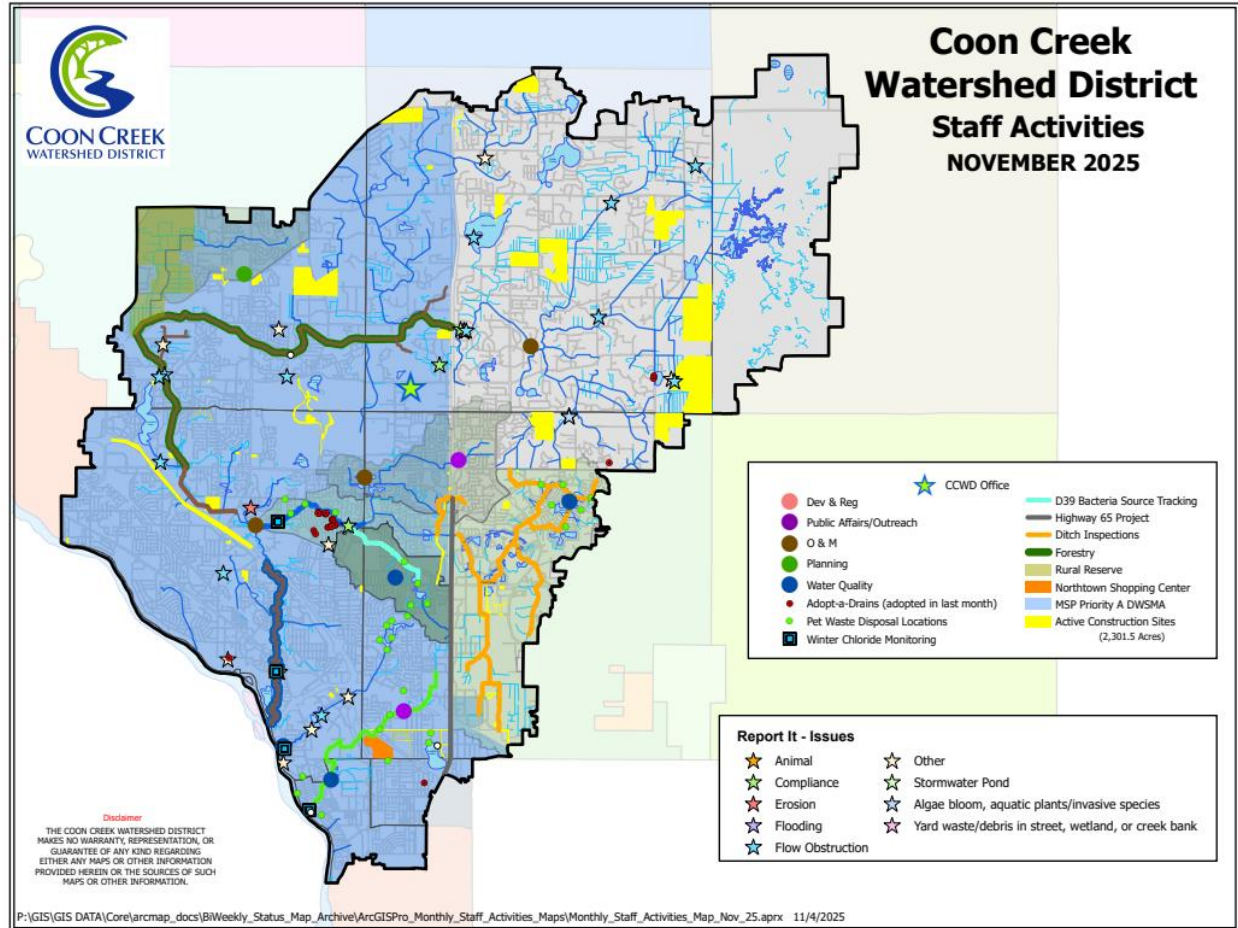 Coon Creek
Watershed District
Staff Activities
NOVEMBER 2025
COON CREEK
WATERSHED DISTRICT
CCWD Office
Dev & Reg
Public Affairs/Outreach
O & M
Planning
Water Quality
Adopt-a-Drains (adopted in last month)
Pet Waste Disposal Locations
Winter Chloride Monitoring
D39 Bacteria Source Tracking
Highway 65 Project
Ditch Inspections
Forestry
Rural Reserve
Northtown Shopping Center
MSP Priority A DWSMA
Active Construction Sites
(2,301.5 Acres)
Report It - Issues
Animal
Compliance
Erosion
Flooding
Flow Obstruction
Other
Stormwater Pond
Algae bloom, aquatic plants/invasive species
Yard waste/debris in street, wetland, or creek bank
Disclaimer
THE COON CREEK WATERSHED DISTRICT
MAKES NO WARRANTY, REPRESENTATION, OR
GUARANTEE OF ANY KIND REGARDING
EITHER ANY MAPS OR OTHER INFORMATION
PROVIDED HEREIN OR THE SOURCES OF SUCH
MAPS OR OTHER INFORMATION.
P:\GIS\GIS DATA\Core\arcmap_docs\BiWeekly_Status_Map_Archive\ArcGISPro_Monthly_Staff_Activities_Maps\Monthly_Staff_Activities_Map_Nov_25.aprx 11/4/2025